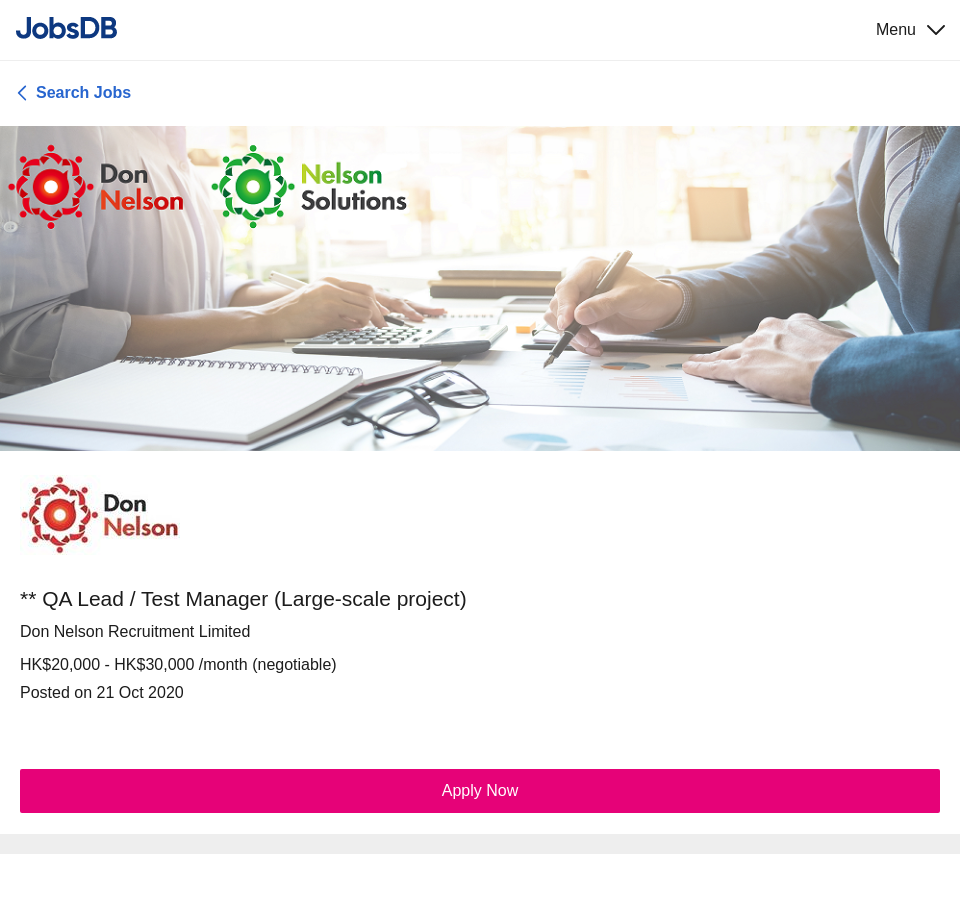 JobsDB
Menu
Search Jobs
Don
Nelson
Nelson
Solutions
Don
Nelson
** QA Lead / Test Manager (Large-scale project)
Don Nelson Recruitment Limited
HK$20,000 - HK$30,000 /month (negotiable)
Posted on 21 Oct 2020
Apply Now